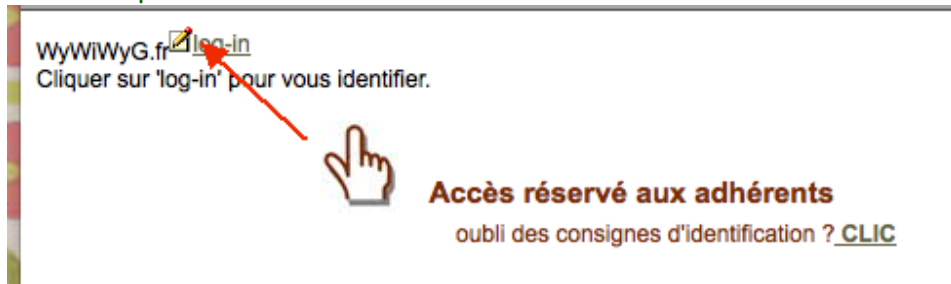 WyWiWyG.fr log-in
Cliquer sur 'log-in' pour vous identifier.
Accès réservé aux adhérents
oubli des consignes d'identification ? CLIC